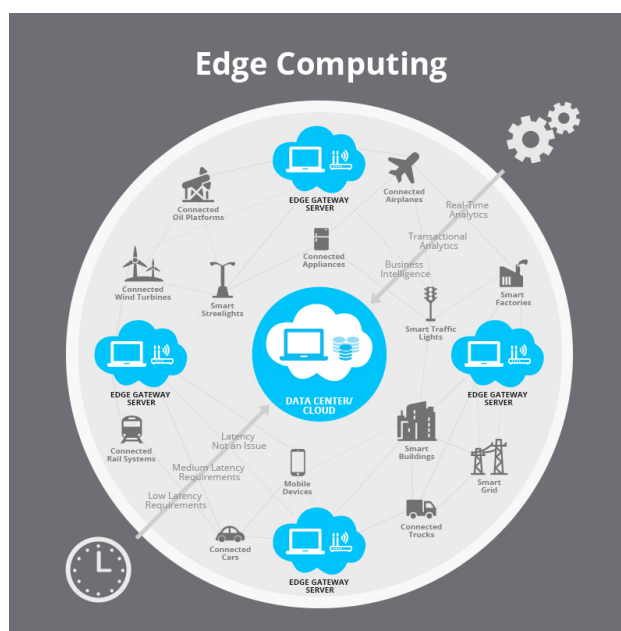 Edge Computing
EDGE GATEWAY
SERVER
Connected
Oil Platforms
Connected
Airplanes
Real-Time
Analytics
Transactional
Analytics
Business
Intelligence
Connected
Appliances
Connected
Wind Turbines
Smart
Streelights
Smart
Factories
Smart Traffic
Lights
EDGE GATEWAY
SERVER
DATA CENTER/
CLOUD
EDGE GATEWAY
SERVER
Connected
Rail Systems
Latency
Not an Issue
Medium Latency
Requirements
Low Latency
Requirements
Mobile
Devices
Smart
Buildings
Smart
Grid
Connected
Cars
Connected
Trucks
EDGE GATEWAY
SERVER